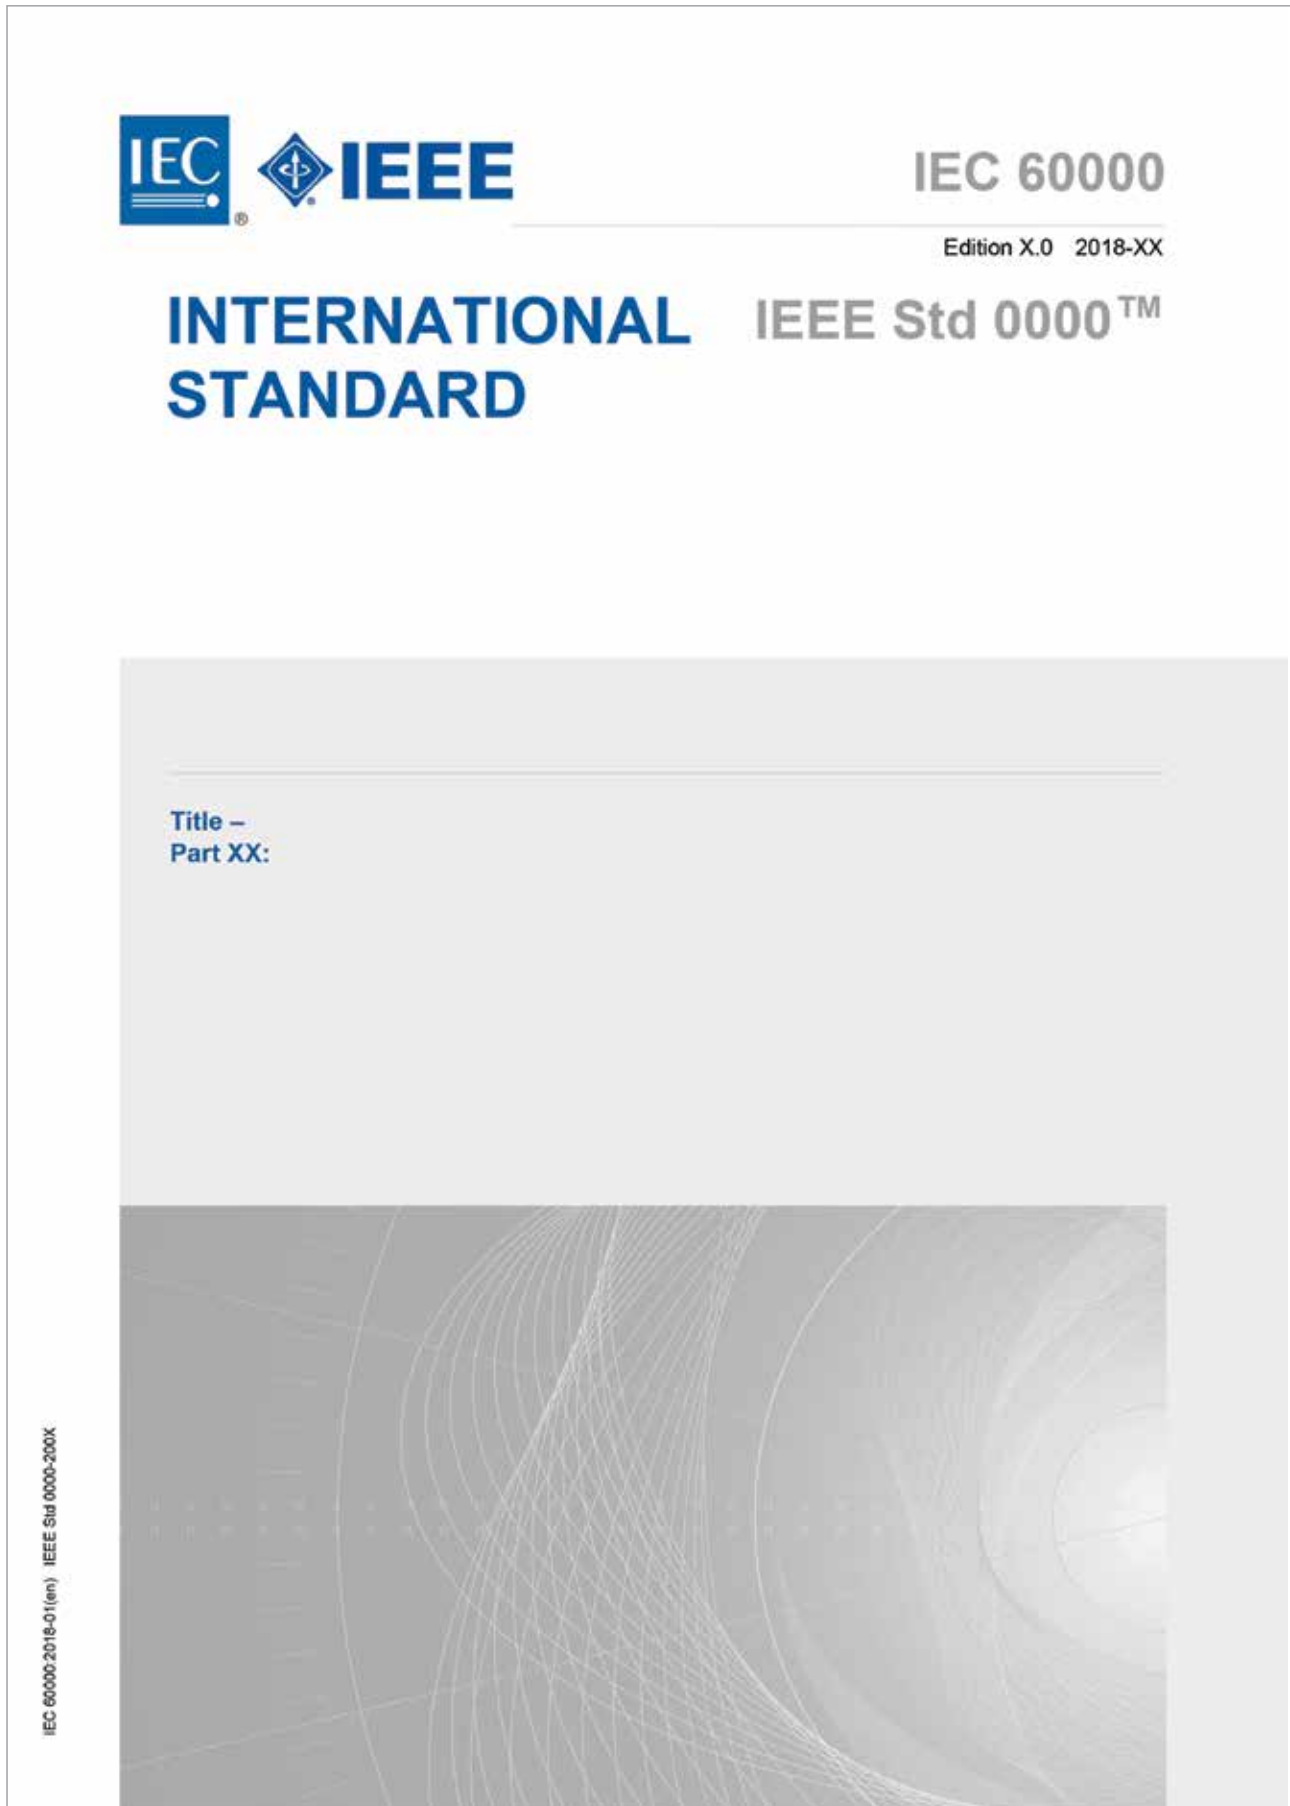 IEC ® IEEE ®
IEC 60000
Edition X.0 2018-XX
INTERNATIONAL
STANDARD
IEEE Std 0000™
Title –
Part XX:
IEC 60000:2018-01(en) IEEE Std 0000-200X